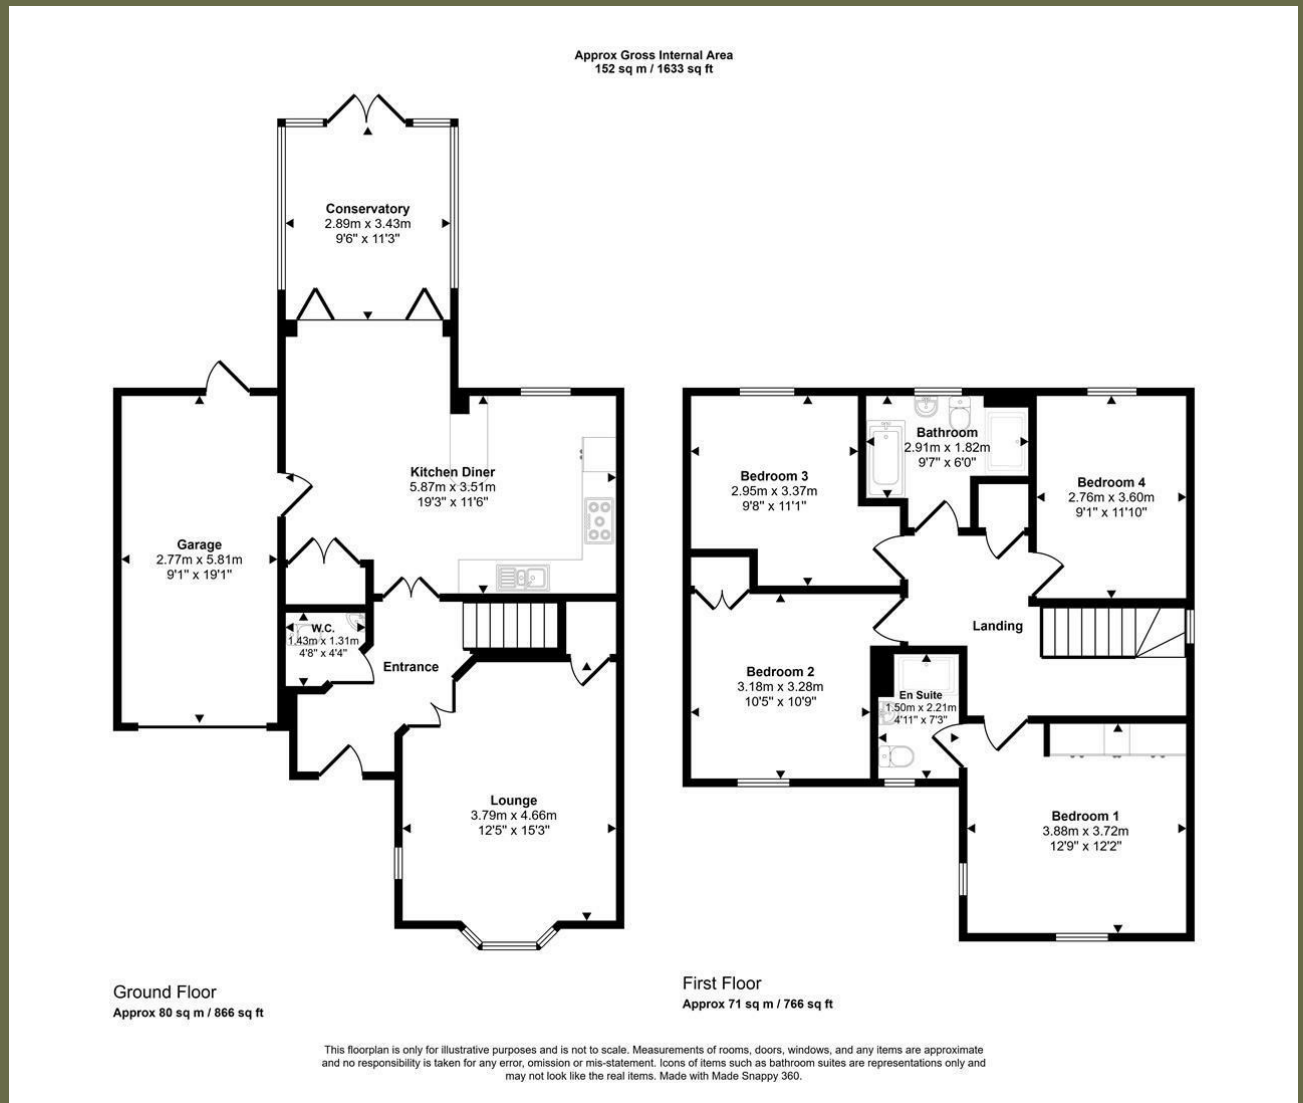 Approx Gross Internal Area
152 sq m / 1633 sq ft
Conservatory
2.89m x 3.43m
9'6" x 11'3"
Kitchen Diner
5.87m x 3.51m
19'3" x 11'6"
Garage
2.77m x 5.81m
9'1" x 19'1"
W.C.
1.43m x 1.31m
4'8" x 4'4"
Entrance
Lounge
3.79m x 4.66m
12'5" x 15'3"
Ground Floor
Approx 80 sq m / 866 sq ft
Bathroom
2.91m x 1.82m
9'7" x 6'0"
Bedroom 3
2.95m x 3.37m
9'8" x 11'1"
Bedroom 4
2.76m x 3.60m
9'1" x 11'10"
Landing
Bedroom 2
3.18m x 3.28m
10'5" x 10'9"
En Suite
1.50m x 2.21m
4'11" x 7'3"
Bedroom 1
3.88m x 3.72m
12'9" x 12'2"
First Floor
Approx 71 sq m / 766 sq ft
This floorplan is only for illustrative purposes and is not to scale. Measurements of rooms, doors, windows, and any items are approximate
and no responsibility is taken for any error, omission or mis-statement. Icons of items such as bathroom suites are representations only and
may not look like the real items. Made with Made Snappy 360.